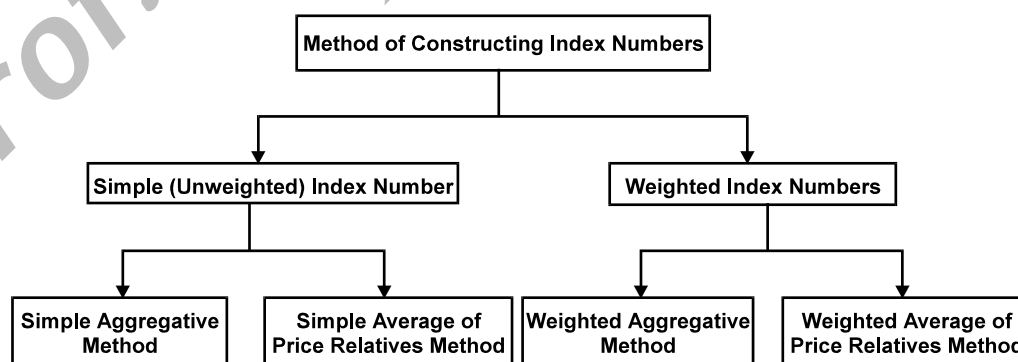 Method of Constructing Index Numbers
Simple (Unweighted) Index Number
Weighted Index Numbers
Simple Aggregative
Method
Simple Average of
Price Relatives Method
Weighted Aggregative
Method
Weighted Average of
Price Relatives Method